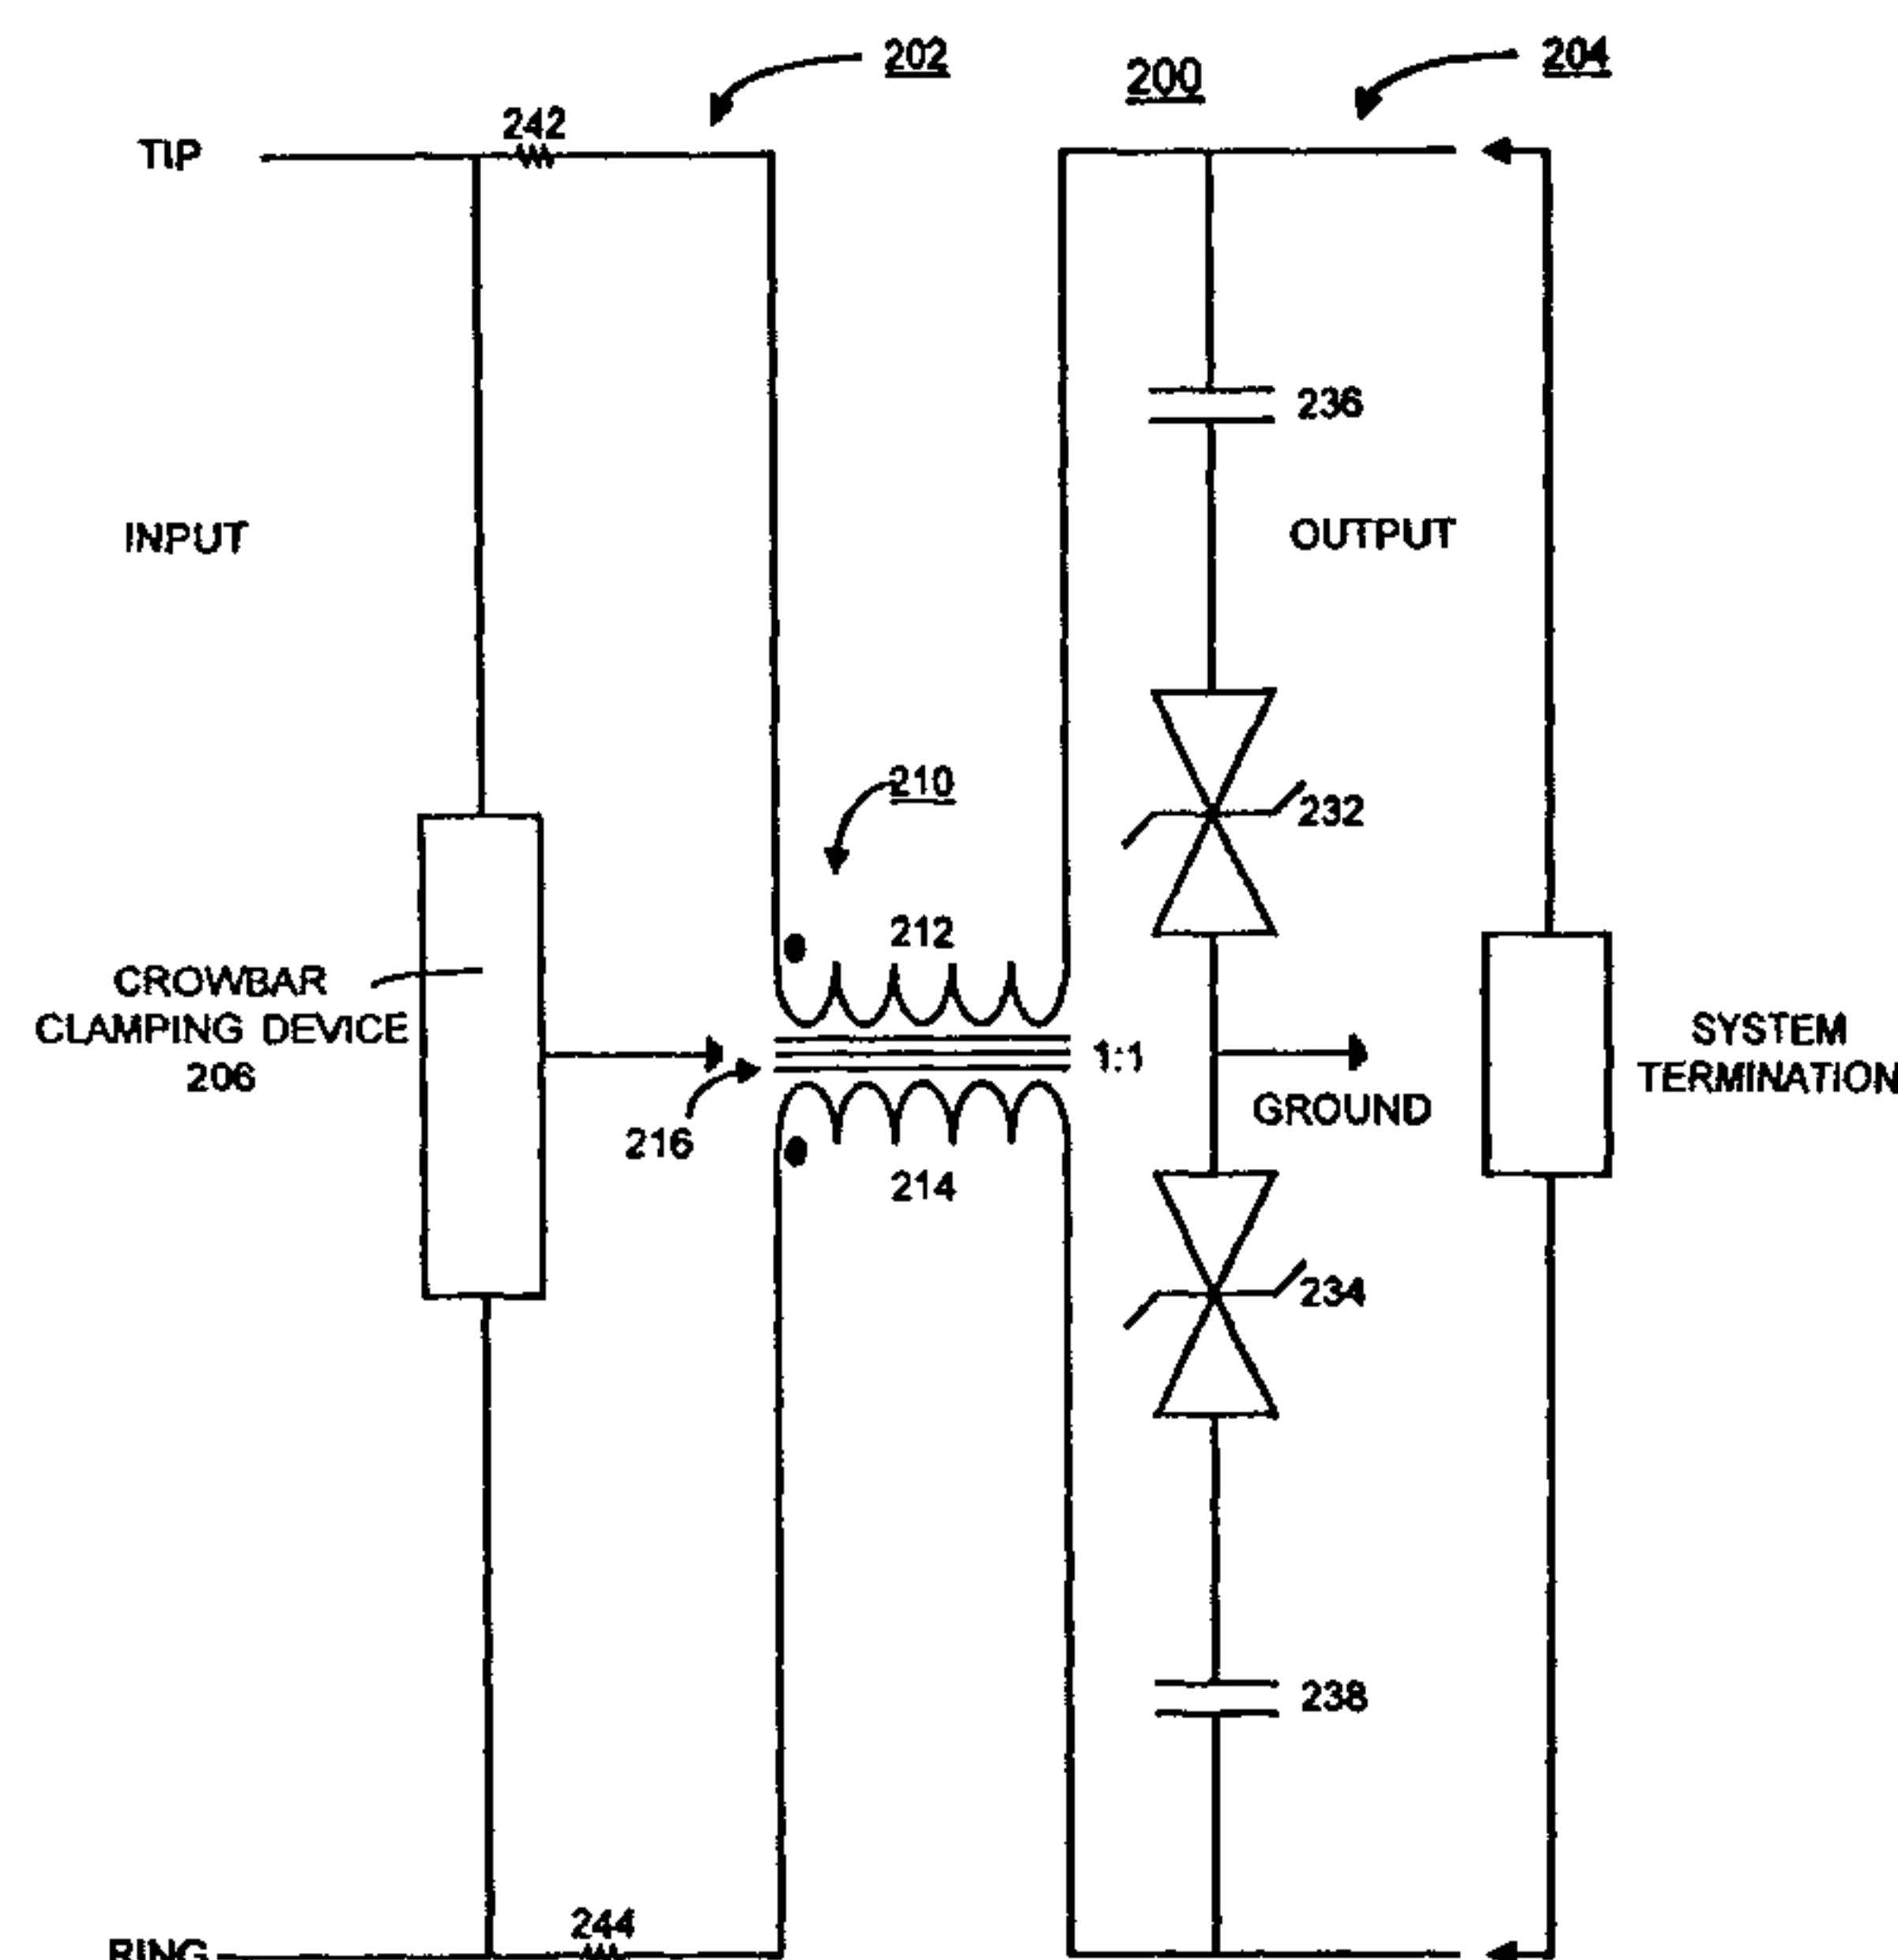 202
200
204
242
TIP
236
INPUT
OUTPUT
210
232
212
CROWBAR
CLAMPING DEVICE
206
1:1
SYSTEM
TERMINATION
GROUND
216
214
234
238
244
RING